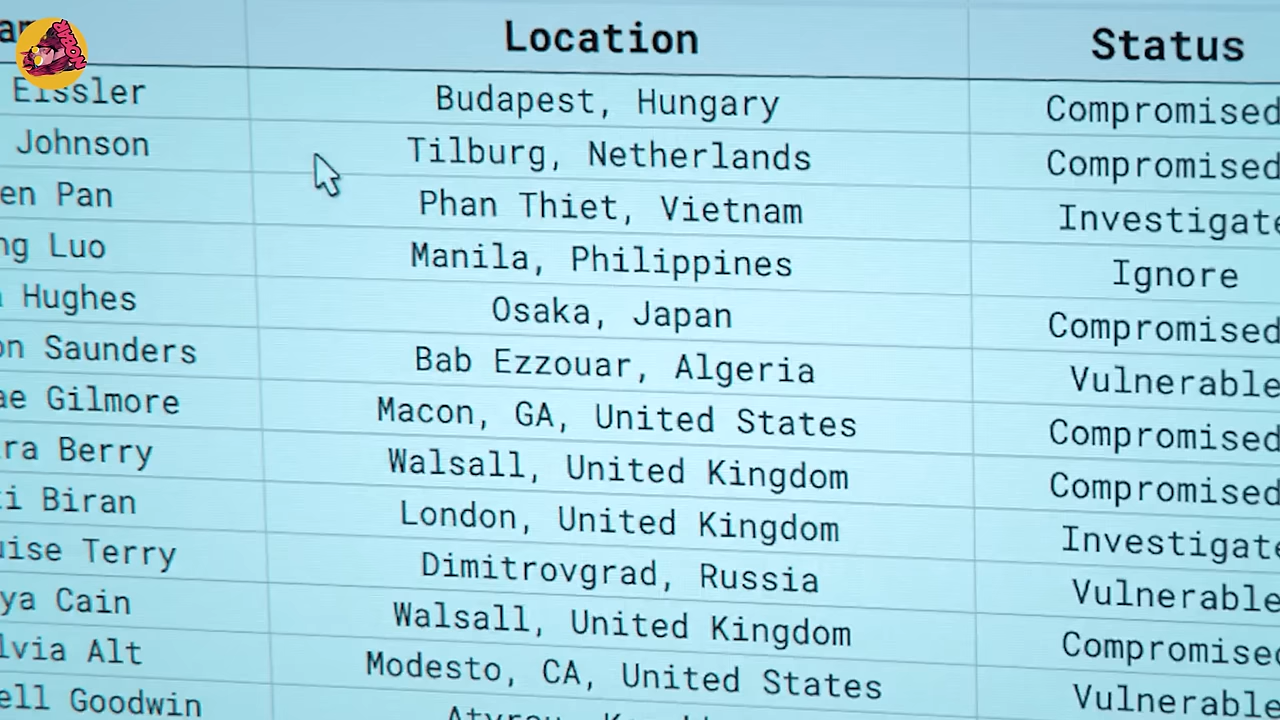 Location Status
Eissler Budapest, Hungary Compromised
Johnson Tilburg, Netherlands Compromised
en Pan Phan Thiet, Vietnam Investigate
ng Luo Manila, Philippines Ignore
Hughes Osaka, Japan Compromised
on Saunders Bab Ezzouar, Algeria Vulnerable
ae Gilmore Macon, GA, United States Compromised
ra Berry Walsall, United Kingdom Compromised
ti Biran London, United Kingdom Investigate
uise Terry Dimitrovgrad, Russia Vulnerable
ya Cain Walsall, United Kingdom Compromised
lvia Alt Modesto, CA, United States Vulnerable
ell Goodwin